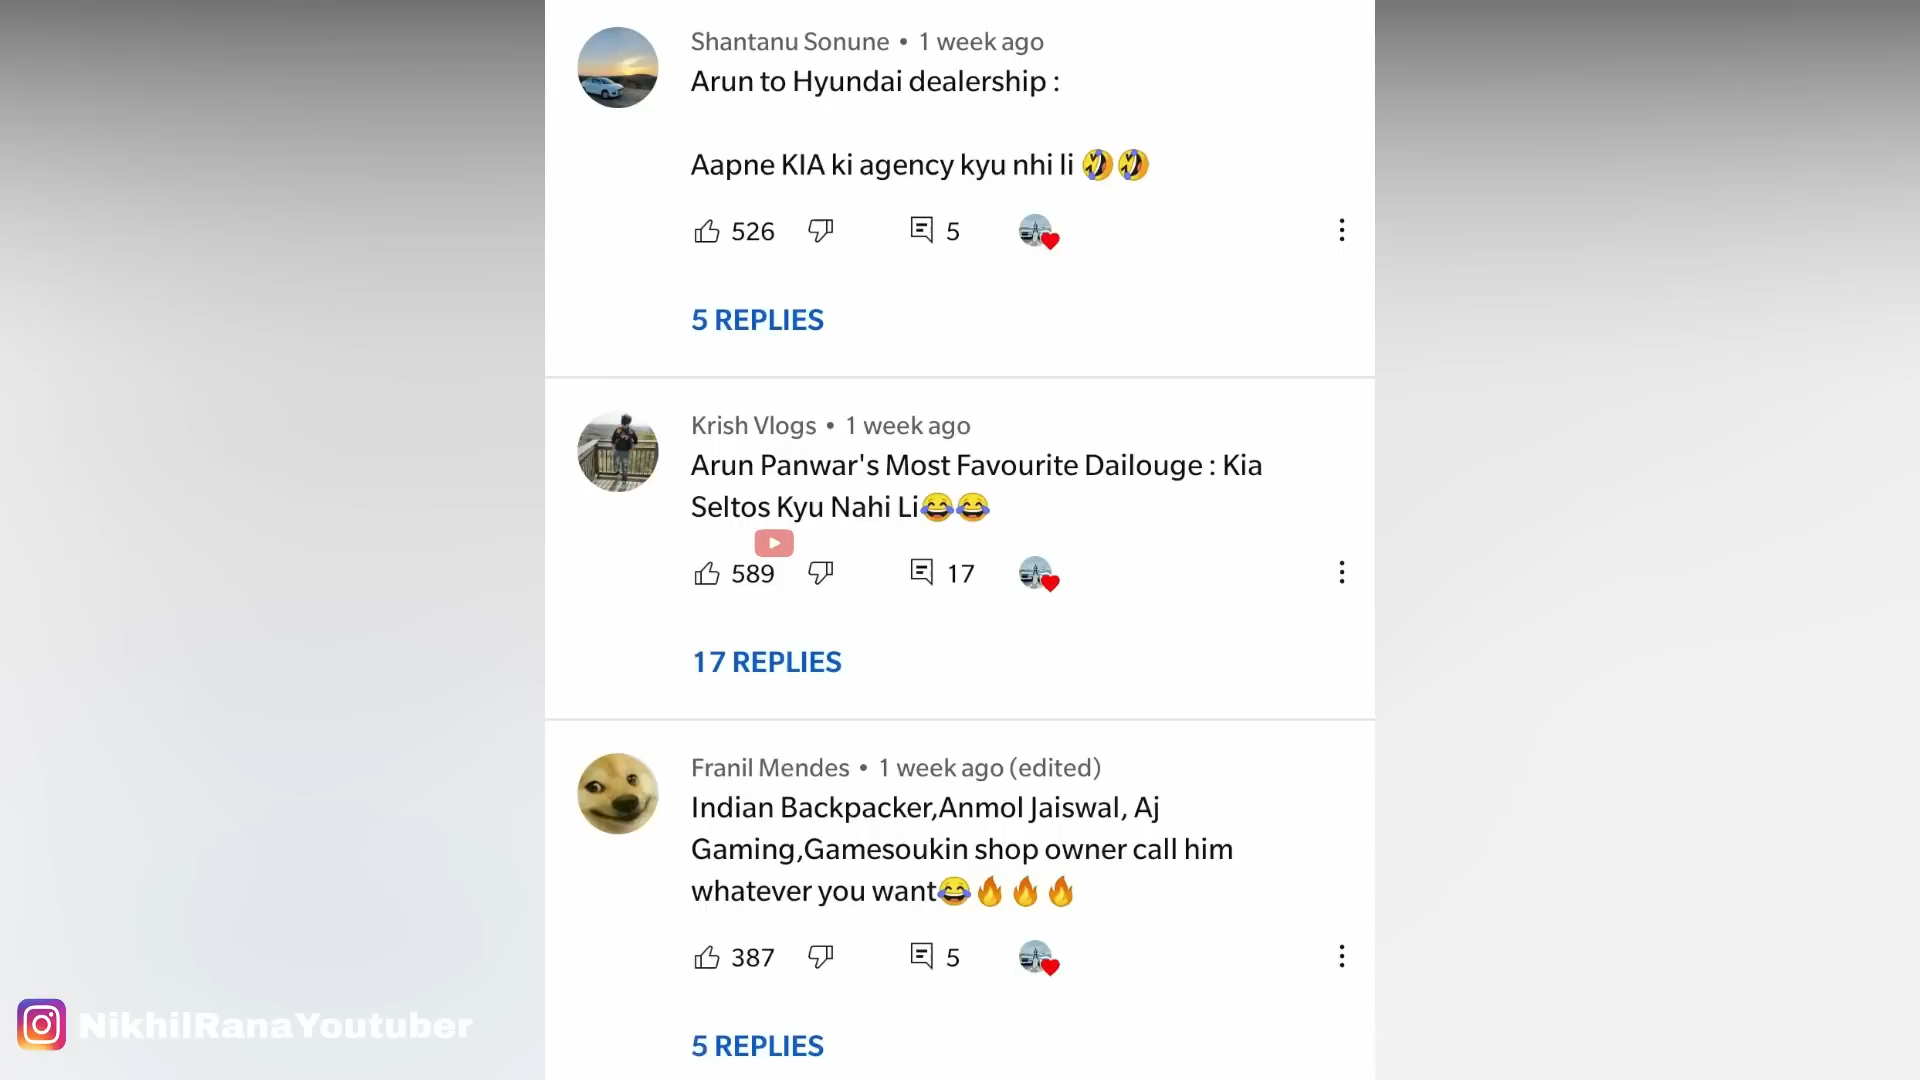 Shantanu Sonune • 1 week ago
Arun to Hyundai dealership :
Aapne KIA ki agency kyu nhi li 🤣🤣
526
5
5 REPLIES
Krish Vlogs • 1 week ago
Arun Panwar's Most Favourite Dailouge : Kia
Seltos Kyu Nahi Li😂😂
589
17
17 REPLIES
Franil Mendes • 1 week ago (edited)
Indian Backpacker,Anmol Jaiswal, Aj
Gaming,Gamesoukin shop owner call him
whatever you want😂🔥🔥🔥
387
5
5 REPLIES
NikhilRanaYoutuber